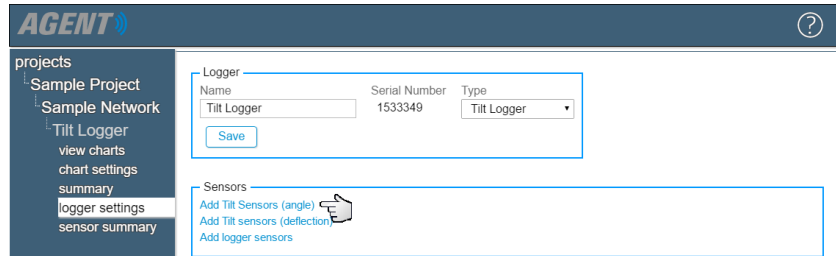 AGENT
?
projects
Sample Project
Sample Network
Tilt Logger
view charts
chart settings
summary
logger settings
sensor summary
Logger
Name Serial Number Type
Tilt Logger 1533349 Tilt Logger
Save
Sensors
Add Tilt Sensors (angle)
Add Tilt sensors (deflection)
Add logger sensors